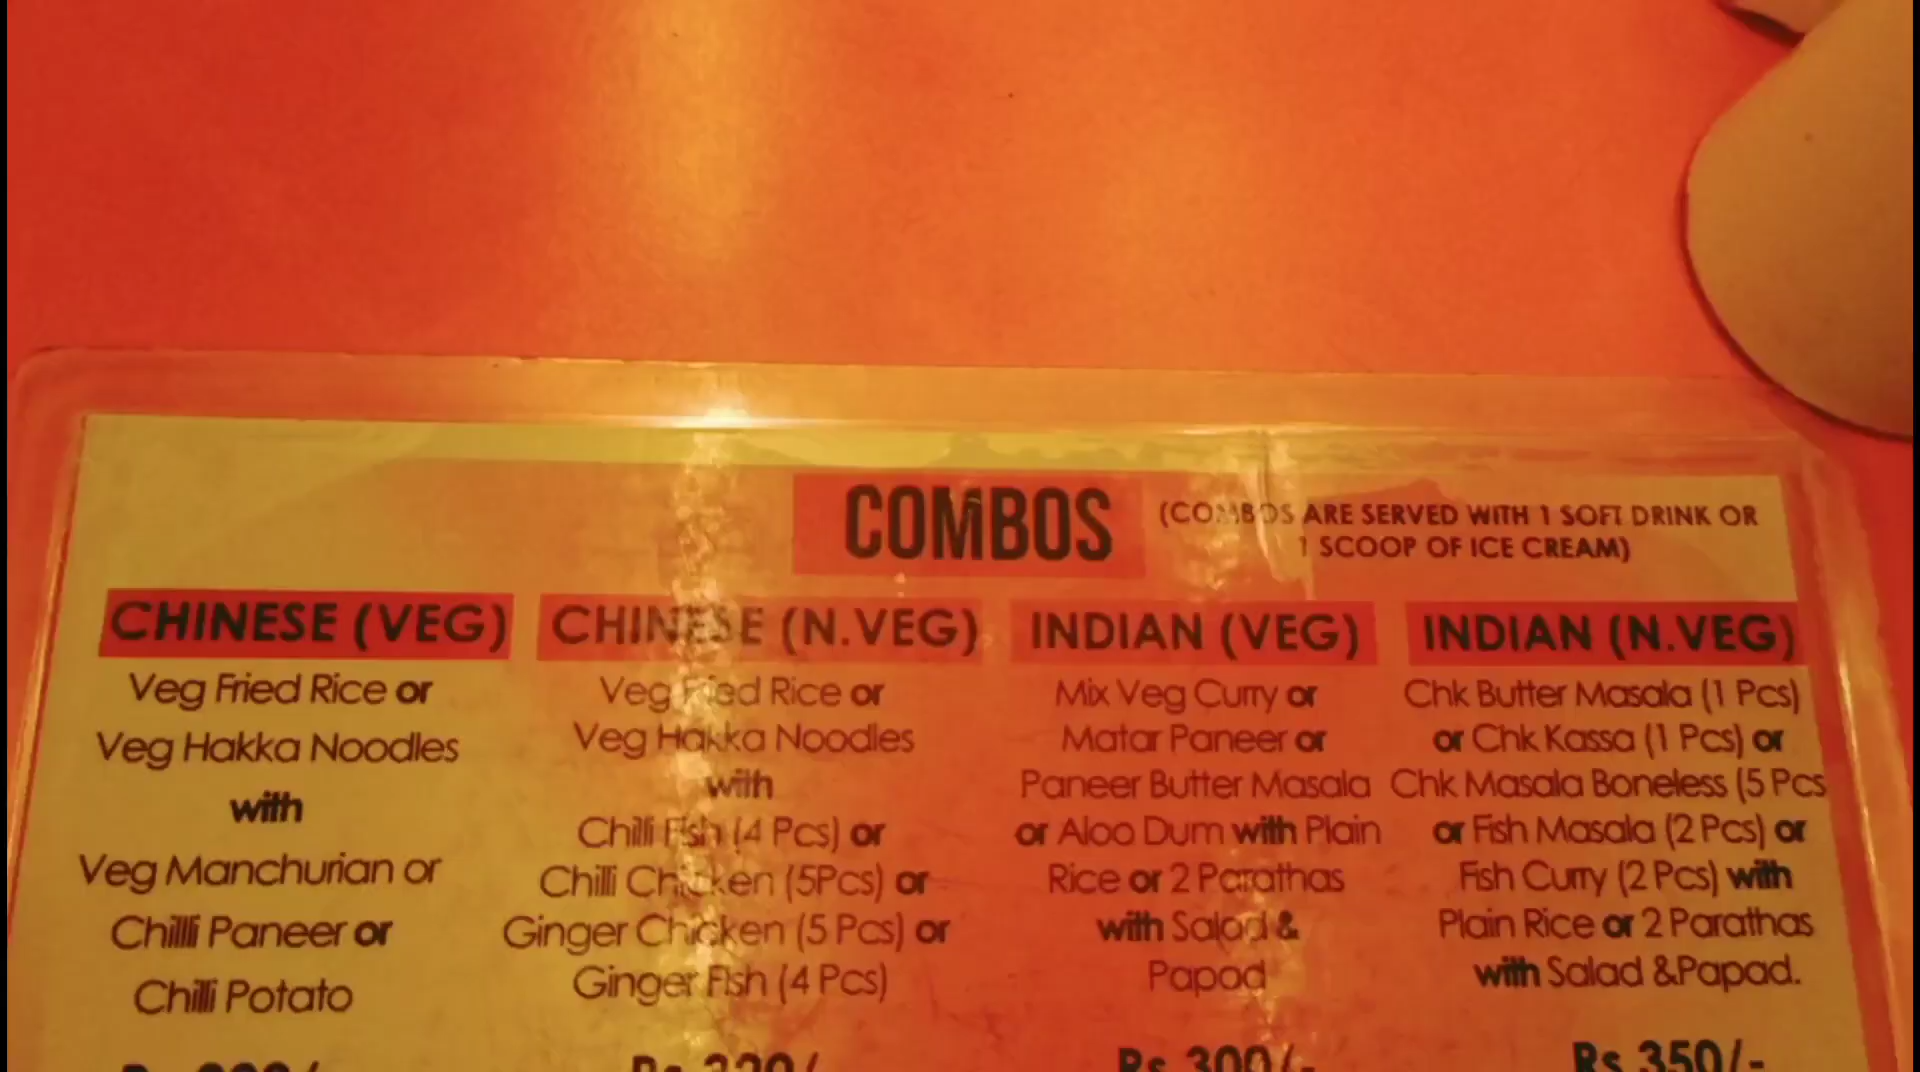 COMBOS
(COMBOS ARE SERVED WITH 1 SOFT DRINK OR
1 SCOOP OF ICE CREAM)
CHINESE (VEG)
Veg Fried Rice or
Veg Hakka Noodles
with
Veg Manchurian or
Chillli Paneer or
Chilli Potato
CHINESE (N.VEG)
Veg Fried Rice or
Veg Hakka Noodles
with
Chilli Fish (4 Pcs) or
Chilli Chicken (5Pcs) or
Ginger Chicken (5 Pcs) or
Ginger Fish (4 Pcs)
INDIAN (VEG)
Mix Veg Curry or
Matar Paneer or
Paneer Butter Masala
or Aloo Dum with Plain
Rice or 2 Parathas
with Salad &
Papad
Rs 300/-
INDIAN (N.VEG)
Chk Butter Masala (1 Pcs)
or Chk Kassa (1 Pcs) or
Chk Masala Boneless (5 Pcs
or Fish Masala (2 Pcs) or
Fish Curry (2 Pcs) with
Plain Rice or 2 Parathas
with Salad &Papad.
Rs 350/-